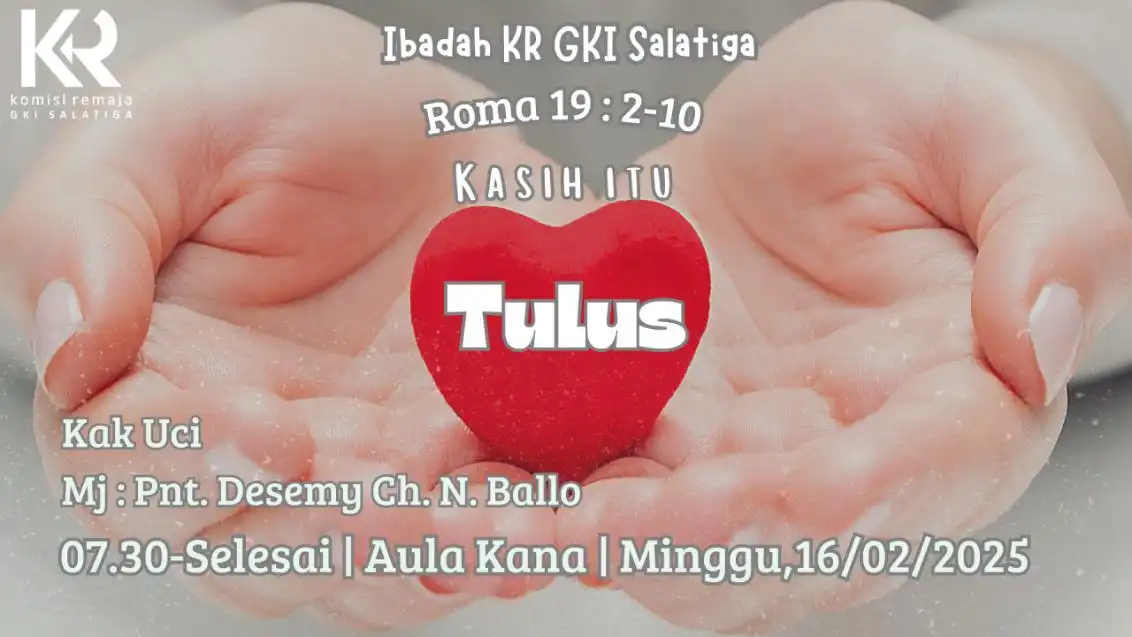 KR
komisi remaja
GKI SALATIGA
Ibadah KR GKI Salatiga
Roma 19 : 2-10
KASIH ITU
Tulus
Kak Uci
Mj : Pnt. Desemy Ch. N. Ballo
07.30-Selesai | Aula Kana | Minggu,16/02/2025